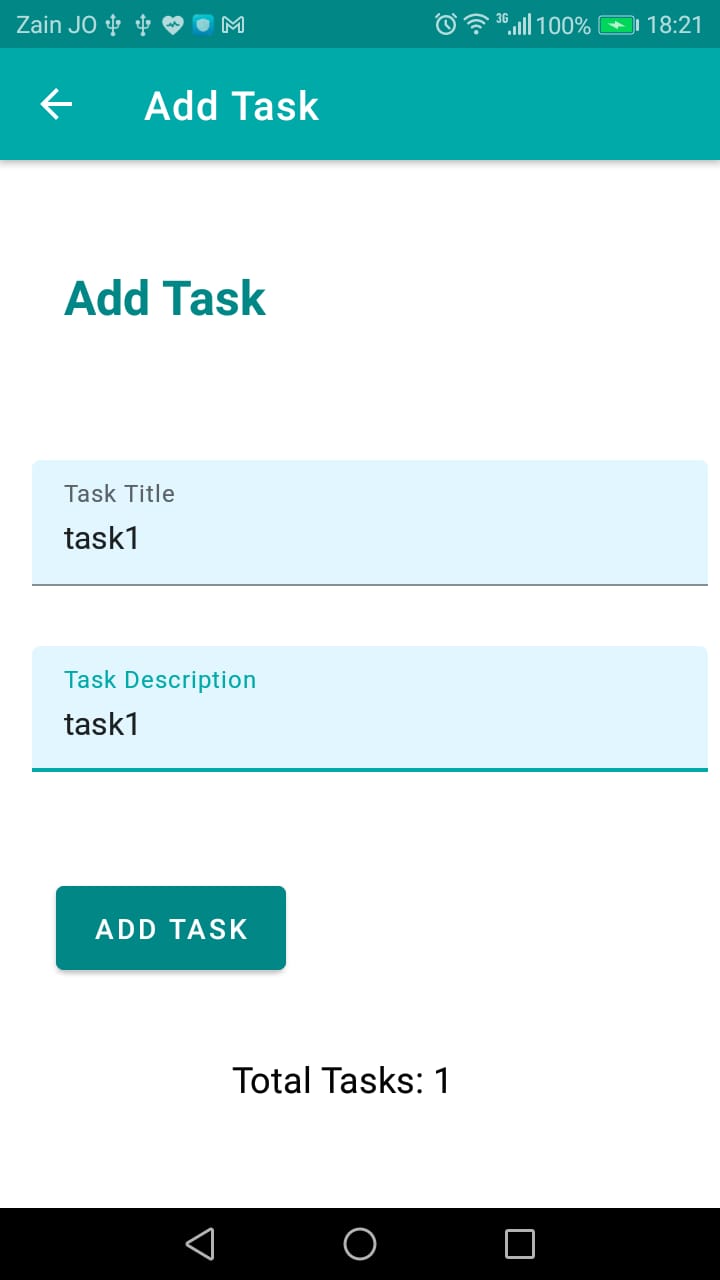 Zain JO 3G 100% 18:21
Add Task
Add Task
Task Title
task1
Task Description
task1
ADD TASK
Total Tasks: 1